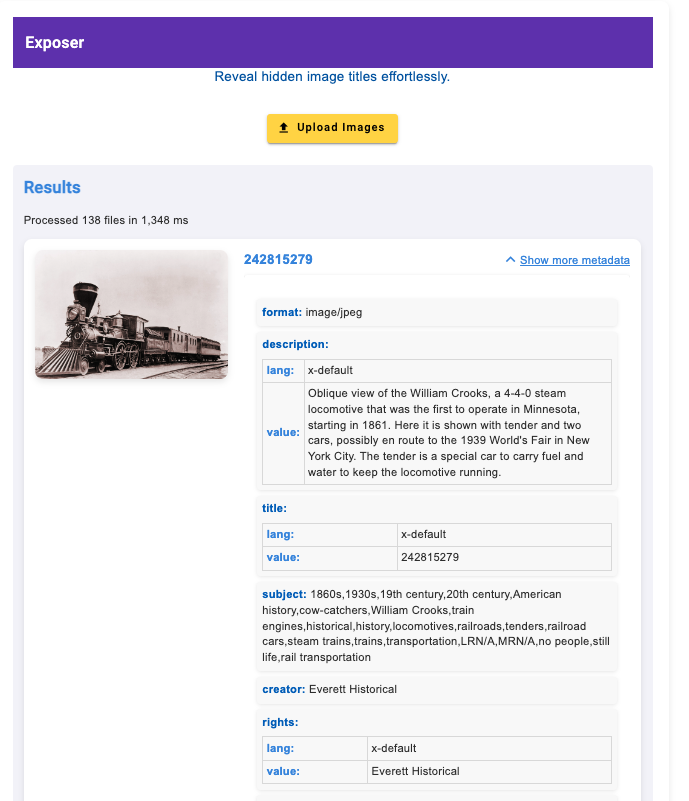 Exposer
Reveal hidden image titles effortlessly.
Upload Images
Results
Processed 138 files in 1,348 ms
242815279
Show more metadata
format: image/jpeg
description:
lang: x-default
value: Oblique view of the William Crooks, a 4-4-0 steam
locomotive that was the first to operate in Minnesota,
starting in 1861. Here it is shown with tender and two
cars, possibly en route to the 1939 World's Fair in New
York City. The tender is a special car to carry fuel and
water to keep the locomotive running.
title:
lang: x-default
value: 242815279
subject: 1860s,1930s,19th century,20th century,American
history,cow-catchers,William Crooks,train
engines,historical,history,locomotives,railroads,tenders,railroad
cars,steam trains,trains,transportation,LRN/A,MRN/A,no people,still
life,rail transportation
creator: Everett Historical
rights:
lang: x-default
value: Everett Historical